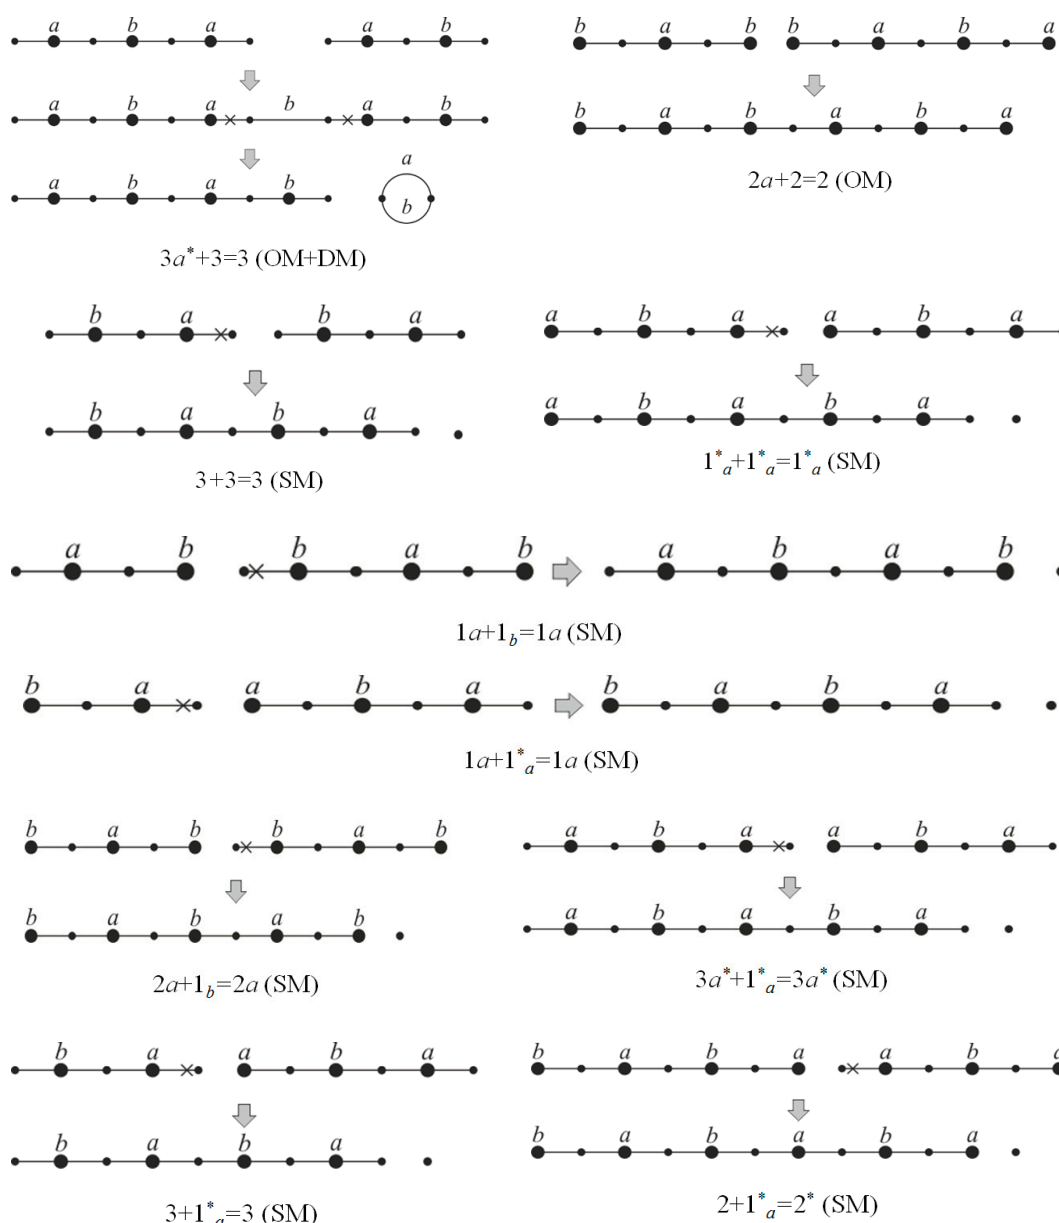 a b a a b
a b a b a b
a
a b a b
b
3a*+3=3 (OM+DM)
b a b b a b a
b a b a b a
2a+2=2 (OM)
b a b a
b a b a
3+3=3 (SM)
a b a a b a
a b a b a
1*a+1*a=1*a (SM)
a b b a b a b a b
1a+1b=1a (SM)
b a a b a b a b a
1a+1*a=1a (SM)
b a b b a b
b a b a b
2a+1b=2a (SM)
a b a a b a
a b a b a
3a*+1*a=3a* (SM)
b a a b a
b a b a
3+1*a=3 (SM)
b a b a a b a
b a b a b a
2+1*a=2* (SM)